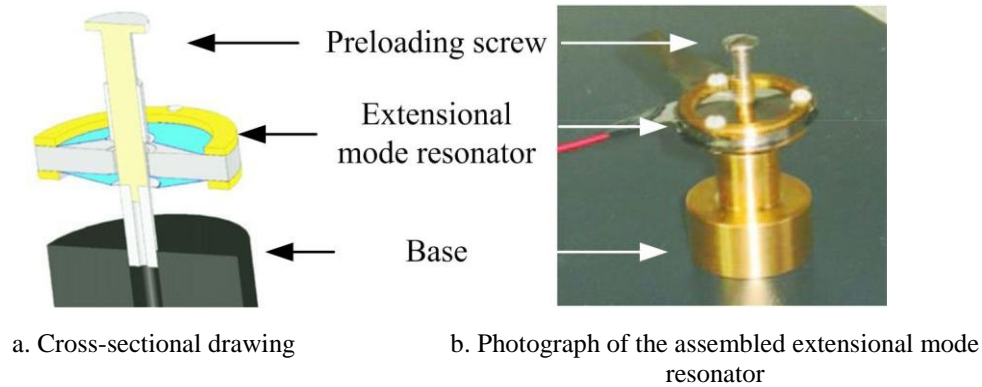 Preloading screw
Extensional
mode resonator
Base
a. Cross-sectional drawing
b. Photograph of the assembled extensional mode
resonator